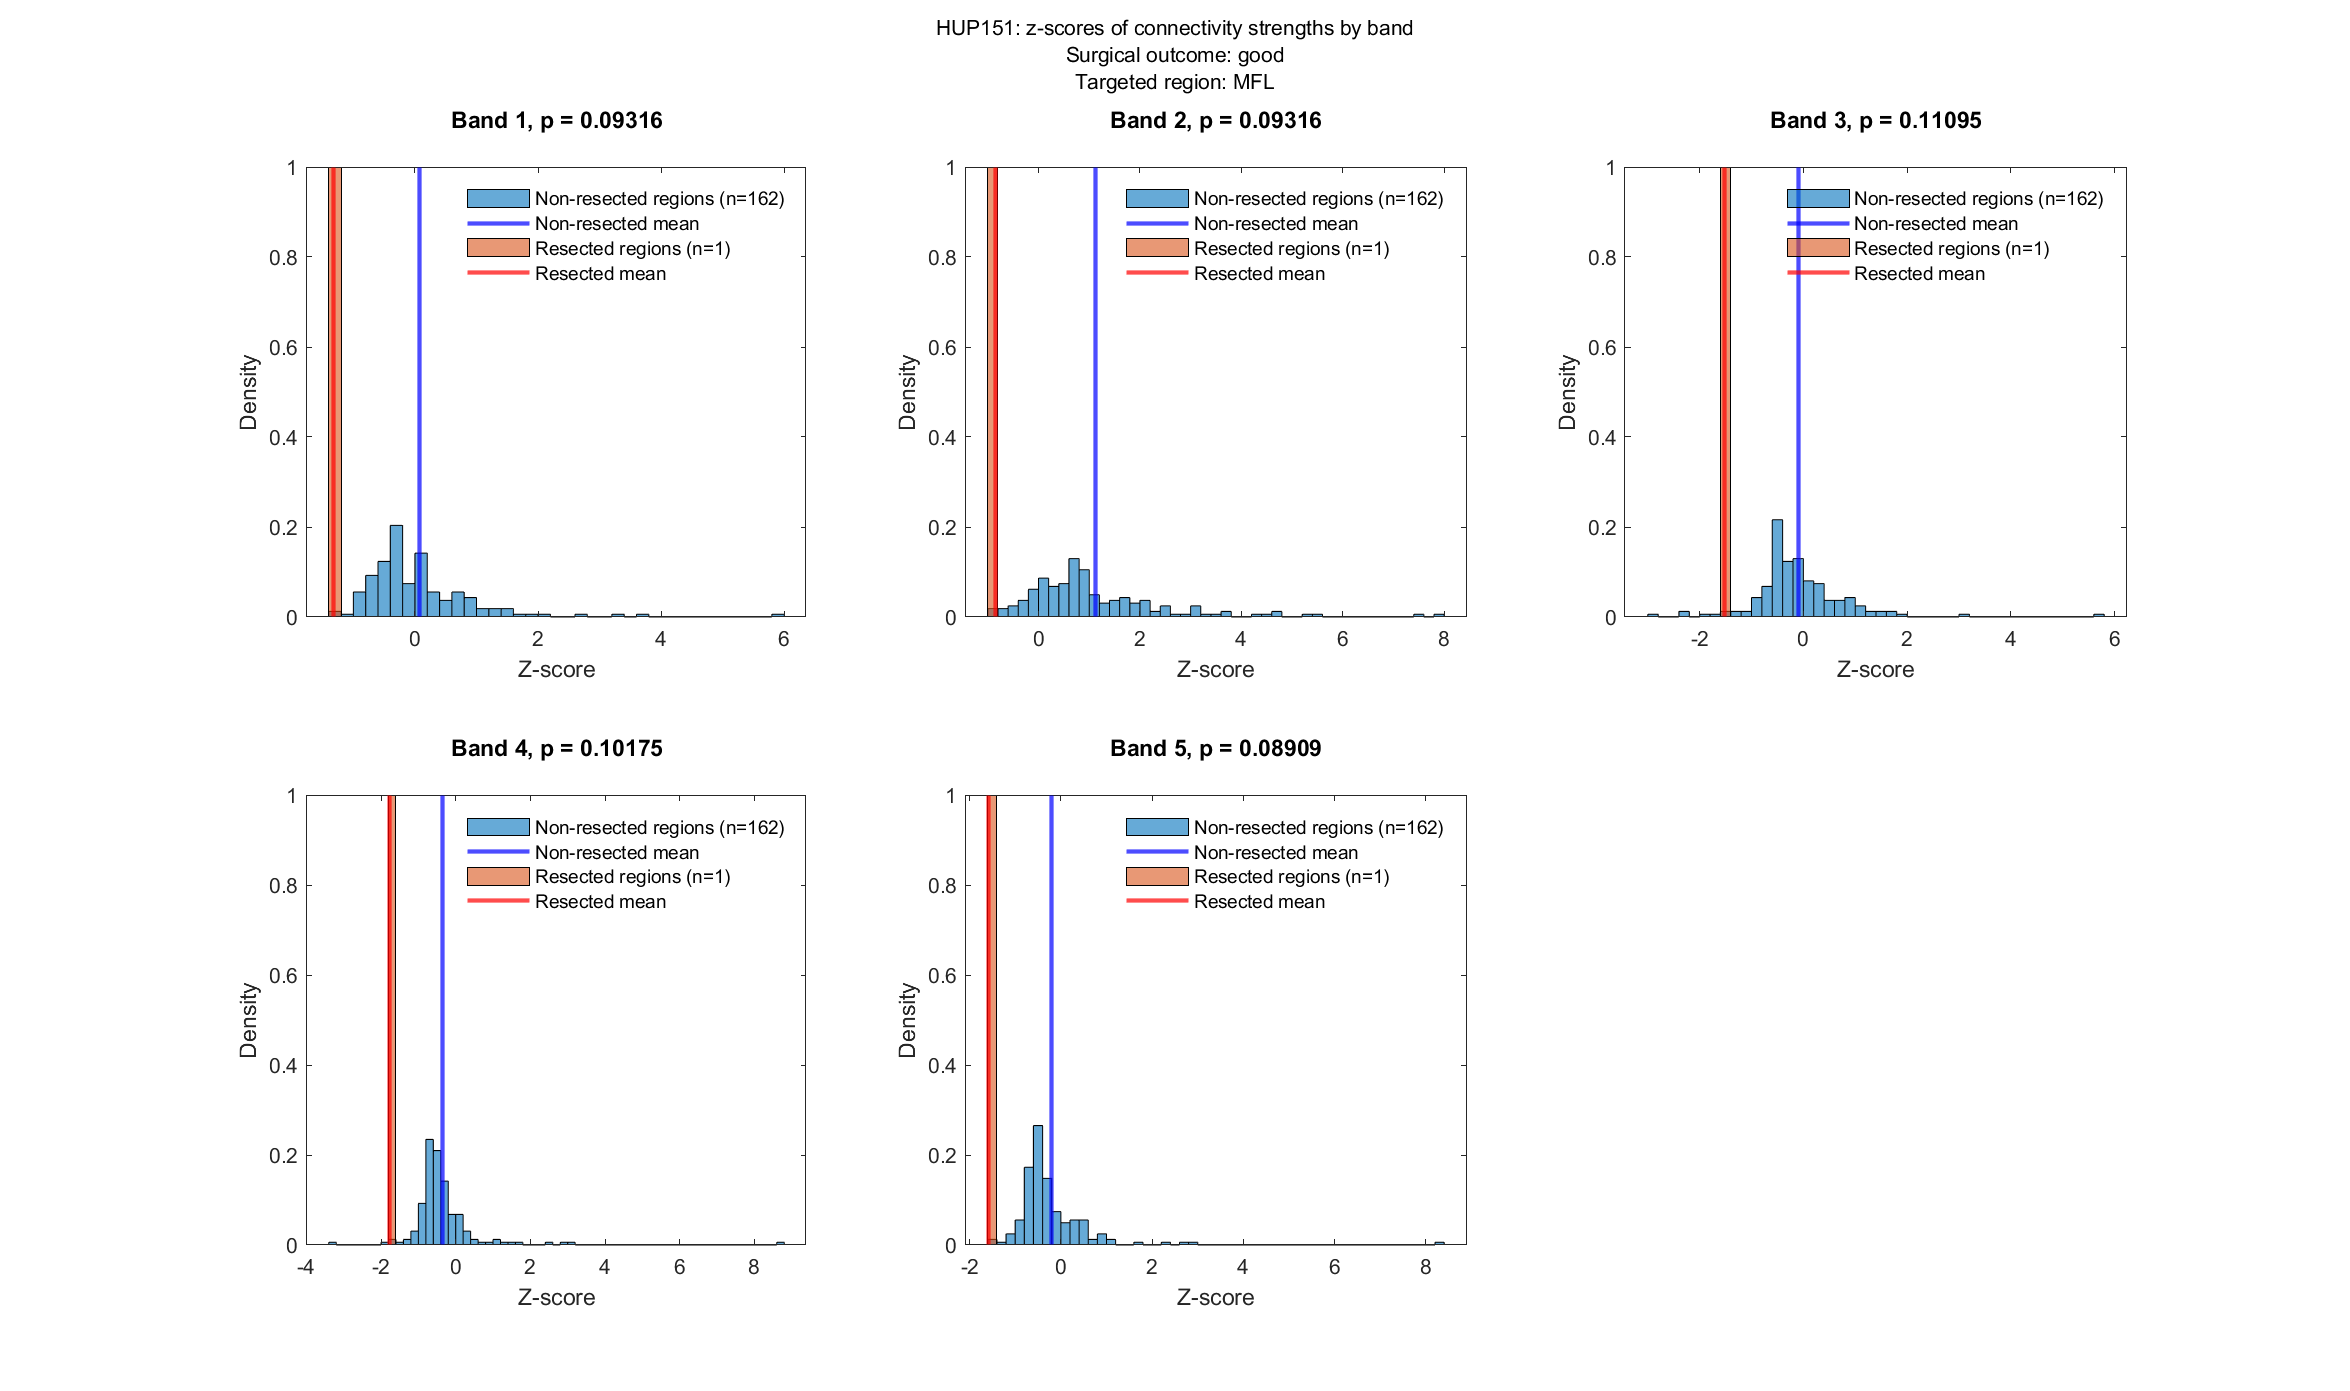 HUP151: z-scores of connectivity strengths by band
Surgical outcome: good
Targeted region: MFL
Band 1, p = 0.09316
1
0.8
0.6
0.4
0.2
0
Density
Non-resected regions (n=162)
Non-resected mean
Resected regions (n=1)
Resected mean
0 2 4 6
Z-score
Band 2, p = 0.09316
1
0.8
0.6
0.4
0.2
0
Density
Non-resected regions (n=162)
Non-resected mean
Resected regions (n=1)
Resected mean
0 2 4 6 8
Z-score
Band 3, p = 0.11095
1
0.8
0.6
0.4
0.2
0
Density
Non-resected regions (n=162)
Non-resected mean
Resected regions (n=1)
Resected mean
-2 0 2 4 6
Z-score
Band 4, p = 0.10175
1
0.8
0.6
0.4
0.2
0
Density
Non-resected regions (n=162)
Non-resected mean
Resected regions (n=1)
Resected mean
-4 -2 0 2 4 6 8
Z-score
Band 5, p = 0.08909
1
0.8
0.6
0.4
0.2
0
Density
Non-resected regions (n=162)
Non-resected mean
Resected regions (n=1)
Resected mean
-2 0 2 4 6 8
Z-score